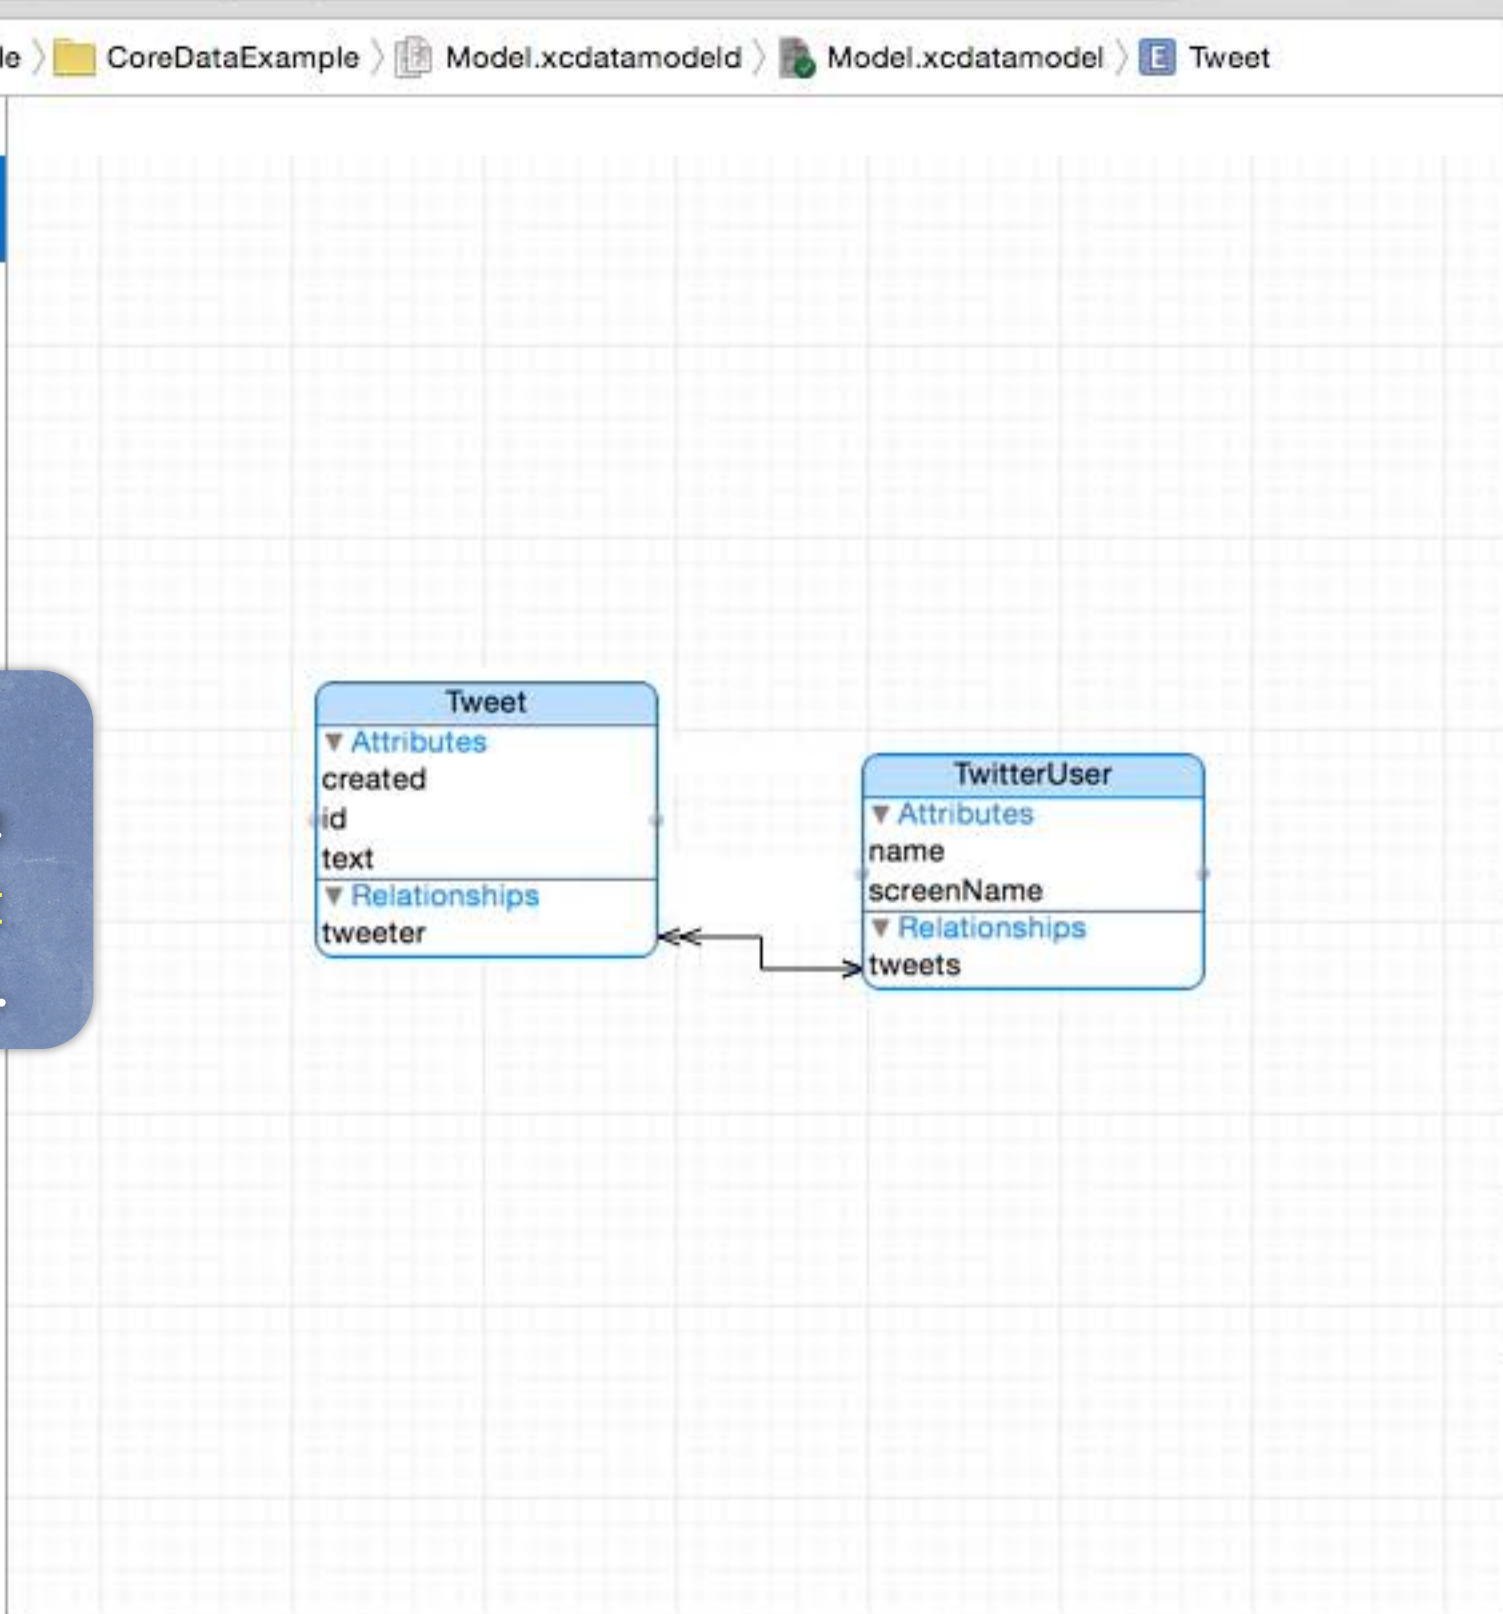 CoreDataExample Model.xcdatamodeld Model.xcdatamodel E Tweet
Tweet
Attributes
created
id
text
Relationships
tweeter
TwitterUser
Attributes
name
screenName
Relationships
tweets